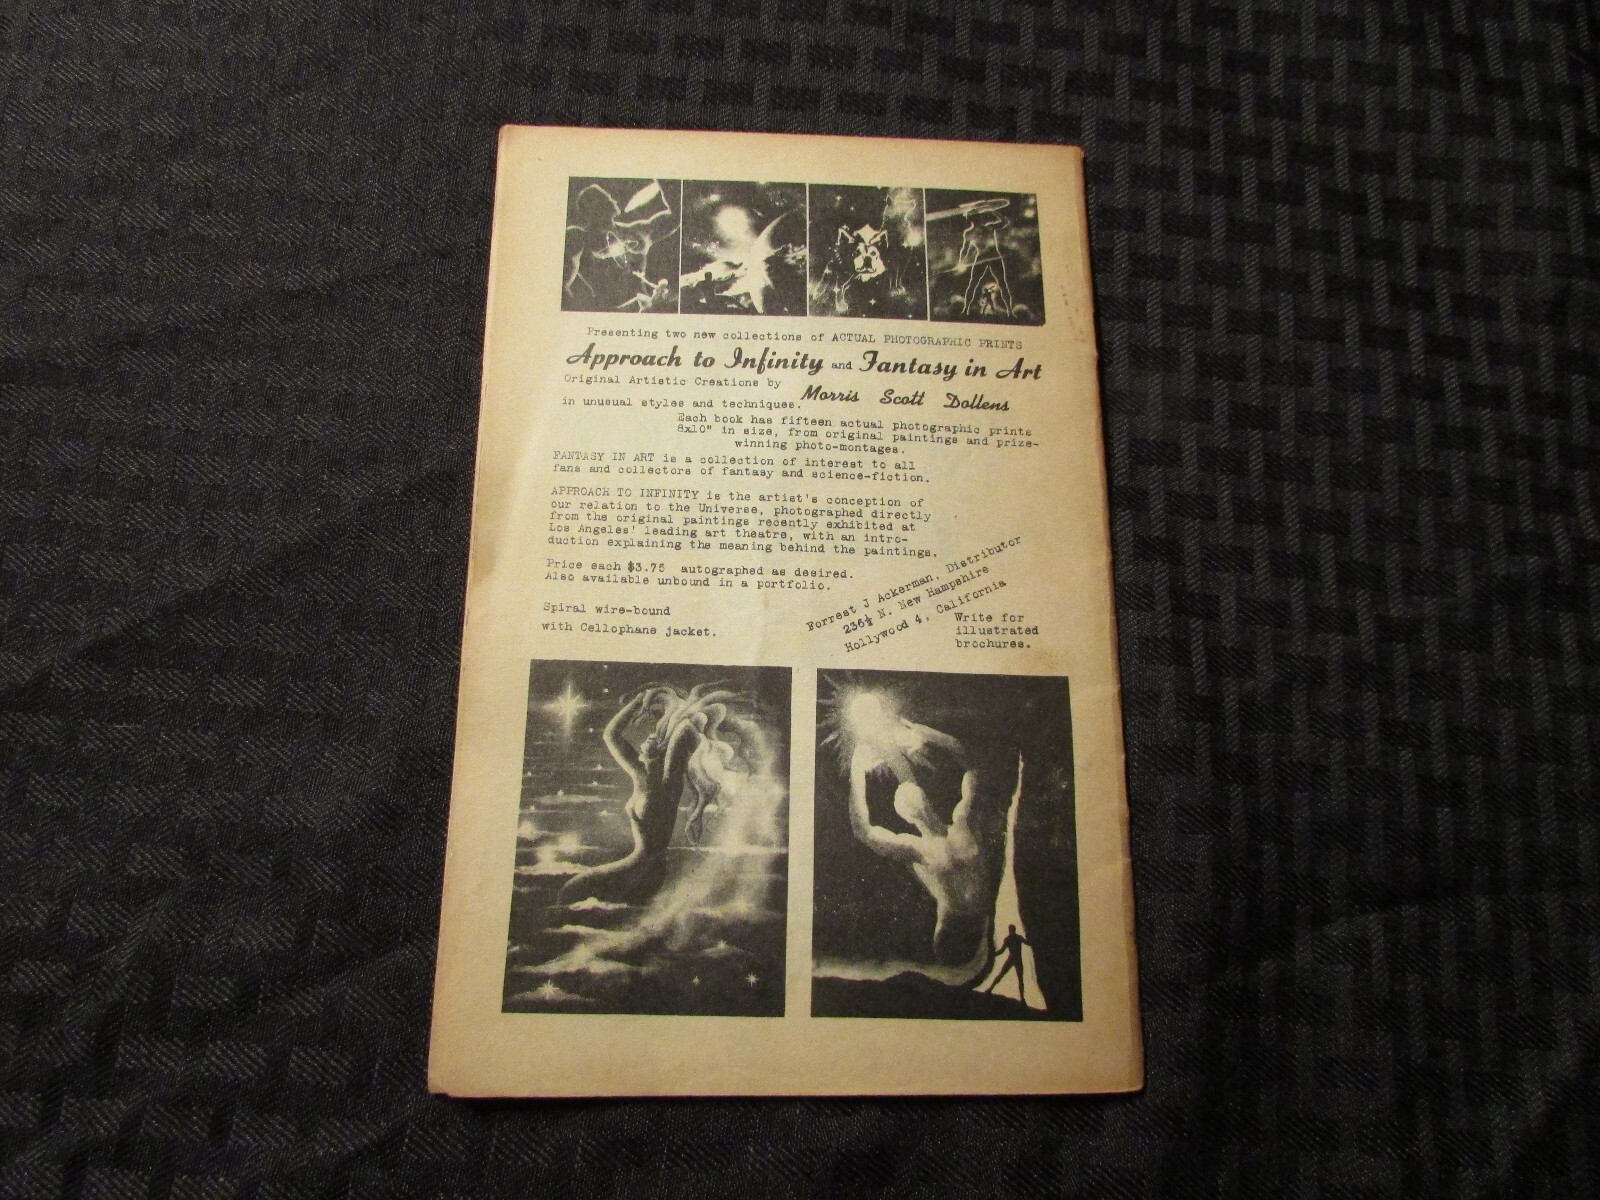 Presenting two new collections of ACTUAL PHOTOGRAPHIC PRINTS
Approach to Infinity and Fantasy in Art
Original Artistic Creations by
Morris Scott Dollens
in unusual styles and techniques.
Each book has fifteen actual photographic prints
8x10" in size, from original paintings and prize-
winning photo-montages.
FANTASY IN ART is a collection of interest to all
fans and collectors of fantasy and science-fiction.
APPROACH TO INFINITY is the artist's conception of
our relation to the Universe, photographed directly
from the original paintings recently exhibited at
Los Angeles' leading art theatre, with an intro-
duction explaining the meaning behind the paintings.
Price each $3.75 autographed as desired.
Also available unbound in a portfolio.
Spiral wire-bound
with Cellophane jacket.
Forrest J Ackerman, Distributor
236½ N. New Hampshire
Hollywood 4, California
Write for
illustrated
brochures.